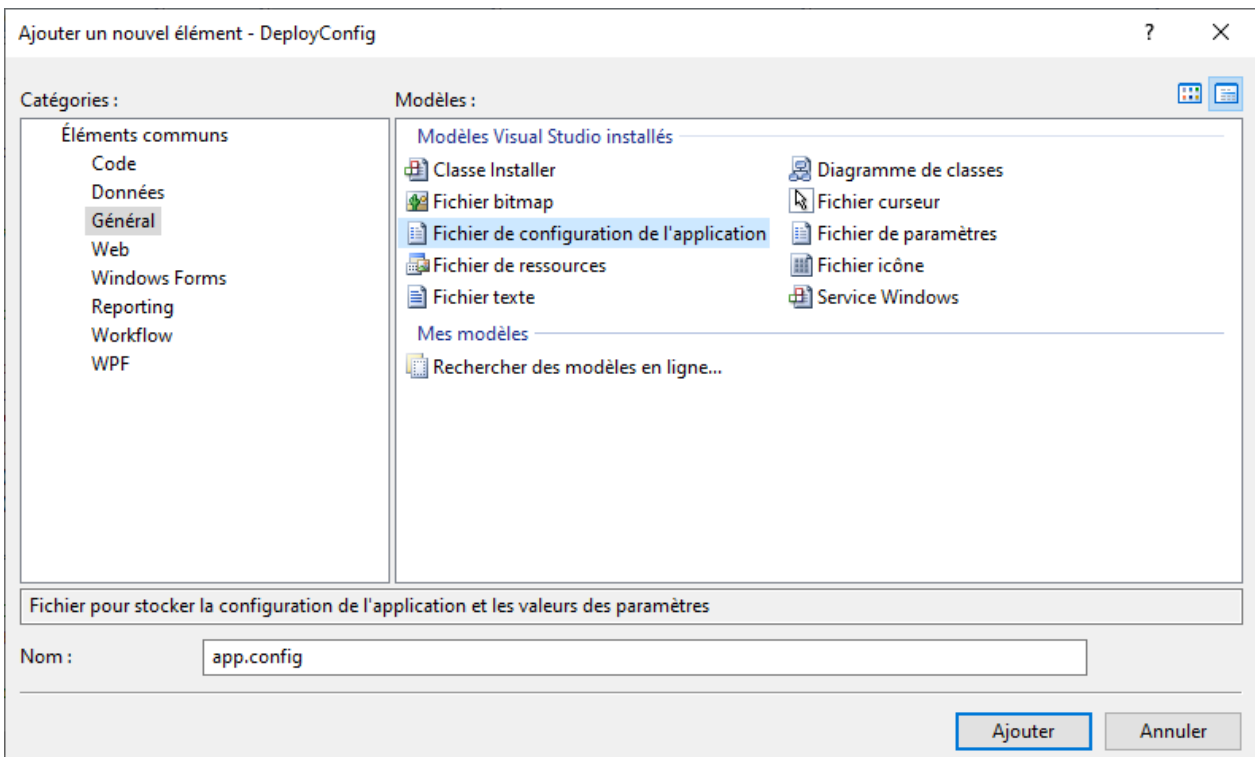 Ajouter un nouvel élément - DeployConfig
?
Catégories :
Modèles :
Éléments communs
Code
Données
Général
Web
Windows Forms
Reporting
Workflow
WPF
Modèles Visual Studio installés
Classe Installer
Diagramme de classes
Fichier bitmap
Fichier curseur
Fichier de configuration de l'application
Fichier de paramètres
Fichier de ressources
Fichier icône
Fichier texte
Service Windows
Mes modèles
Rechercher des modèles en ligne...
Fichier pour stocker la configuration de l'application et les valeurs des paramètres
Nom :
app.config
Ajouter
Annuler